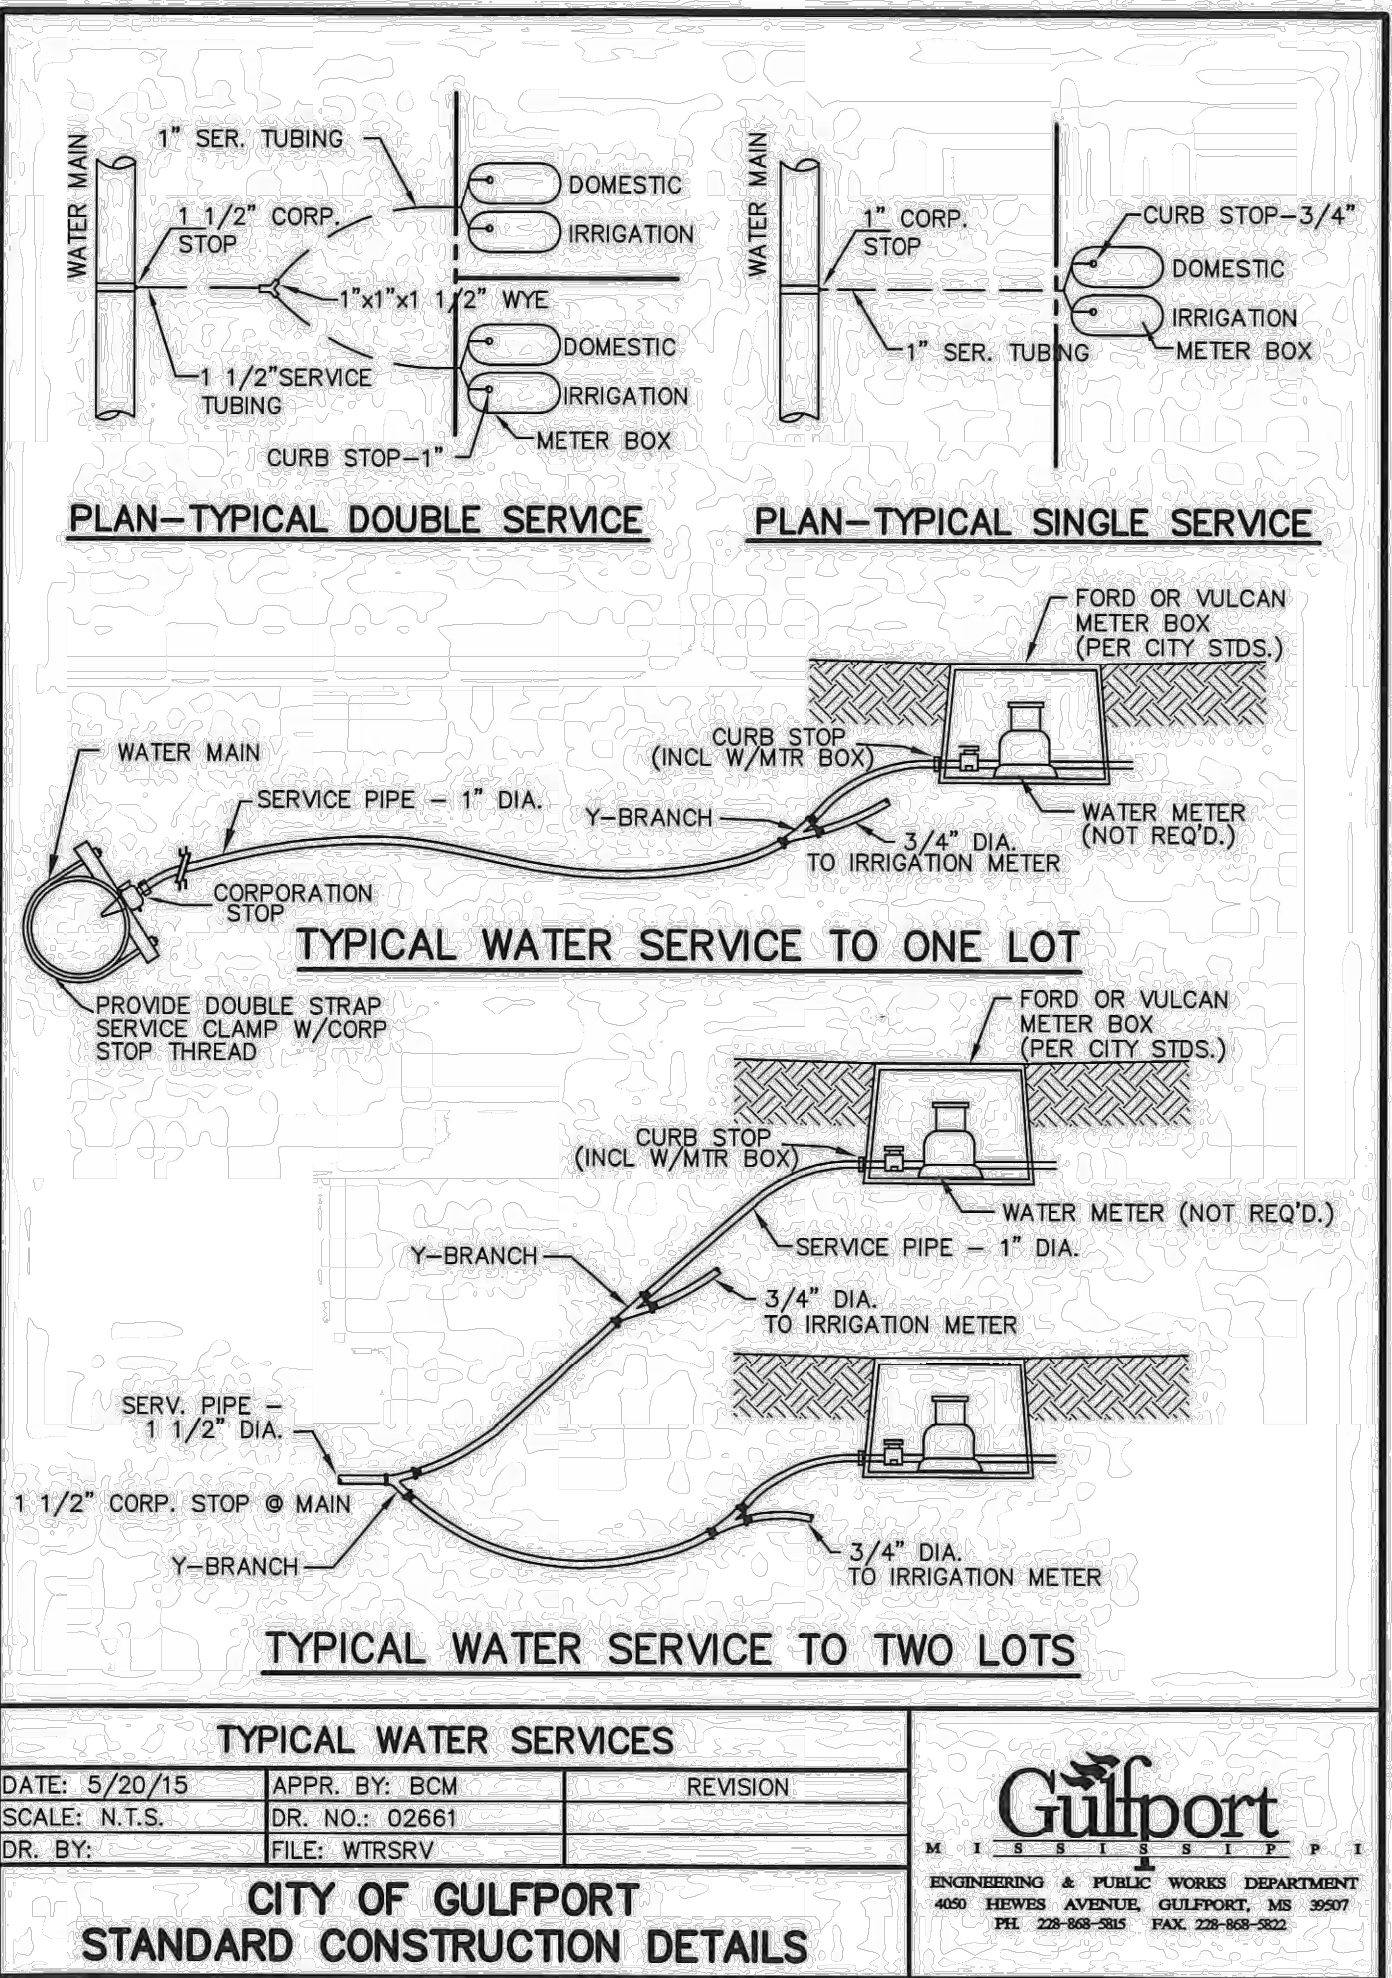 WATER MAIN
1" SER. TUBING
1 1/2" CORP.
STOP
DOMESTIC
IRRIGATION
1"x1"x1 1/2" WYE
DOMESTIC
1 1/2"SERVICE
TUBING
IRRIGATION
METER BOX
CURB STOP-1"
PLAN-TYPICAL DOUBLE SERVICE
WATER MAIN
1" CORP.
STOP
CURB STOP-3/4"
DOMESTIC
IRRIGATION
1" SER. TUBING
METER BOX
PLAN-TYPICAL SINGLE SERVICE
FORD OR VULCAN
METER BOX
(PER CITY STDS.)
CURB STOP
(INCL W/MTR BOX)
WATER MAIN
SERVICE PIPE - 1" DIA.
Y-BRANCH
WATER METER
(NOT REQ'D.)
3/4" DIA.
TO IRRIGATION METER
CORPORATION
STOP
TYPICAL WATER SERVICE TO ONE LOT
PROVIDE DOUBLE STRAP
SERVICE CLAMP W/CORP
STOP THREAD
FORD OR VULCAN
METER BOX
(PER CITY STDS.)
CURB STOP
(INCL W/MTR BOX)
WATER METER (NOT REQ'D.)
SERVICE PIPE - 1" DIA.
Y-BRANCH
3/4" DIA.
TO IRRIGATION METER
SERV. PIPE -
1 1/2" DIA.
1 1/2" CORP. STOP @ MAIN
Y-BRANCH
3/4" DIA.
TO IRRIGATION METER
TYPICAL WATER SERVICE TO TWO LOTS
TYPICAL WATER SERVICES
DATE: 5/20/15
APPR. BY: BCM
REVISION
SCALE: N.T.S.
DR. NO.: 02661
DR. BY:
FILE: WTRSRV
CITY OF GULFPORT
STANDARD CONSTRUCTION DETAILS
Gulfport
MISSISSIPPI
ENGINEERING & PUBLIC WORKS DEPARTMENT
4050 HEWES AVENUE, GULFPORT, MS 39507
PH. 228-868-5815 FAX. 228-868-5822